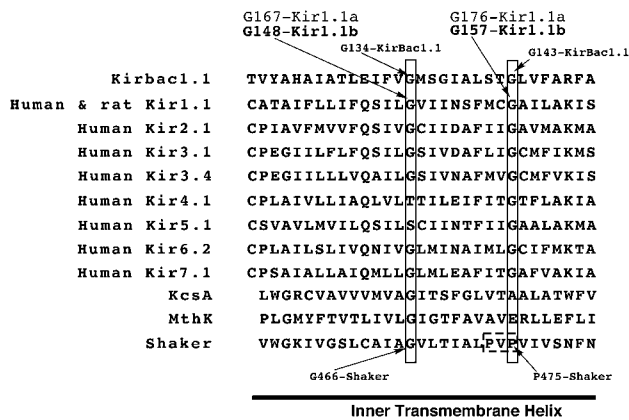 G167-Kir1.1a G176-Kir1.1a
G148-Kir1.1b G157-Kir1.1b
G134-KirBac1.1 G143-KirBac1.1
Kirbac1.1 TVYAHAIATLEIFVGMSGIALSTGLVFARFA
Human & rat Kir1.1 CATAIFLLIFQSILGVIINSFMCGAILAKIS
Human Kir2.1 CPIAVFMVVFQSIVGCIIDAFIIGAVMAKMA
Human Kir3.1 CPEGIILFLFQSILGSIVDAFLIGCMFIKMS
Human Kir3.4 CPEGIILLLVQAILGSIVNAFMVGCMFVKIS
Human Kir4.1 CPLAIVLLIAQLVLTTILEIFITGTFLAKIA
Human Kir5.1 CSVAVLMVILQSILSCIINTFIIGAALAKMA
Human Kir6.2 CPLAILSLIVQNIVGLMINAIMLGCIFMKTA
Human Kir7.1 CPSAIALLAIQMLLGLMLEAFITGAFVAKIA
KcsA LWGRCVAVVVMVAGITSFGLVTAALATWFV
MthK PLGMYFTVTLIVLGIGTFAVAVERLLEFLI
Shaker VWGKIVGSLCAIAGVLTIALPVPVIVSNFN
G466-Shaker P475-Shaker
Inner Transmembrane Helix